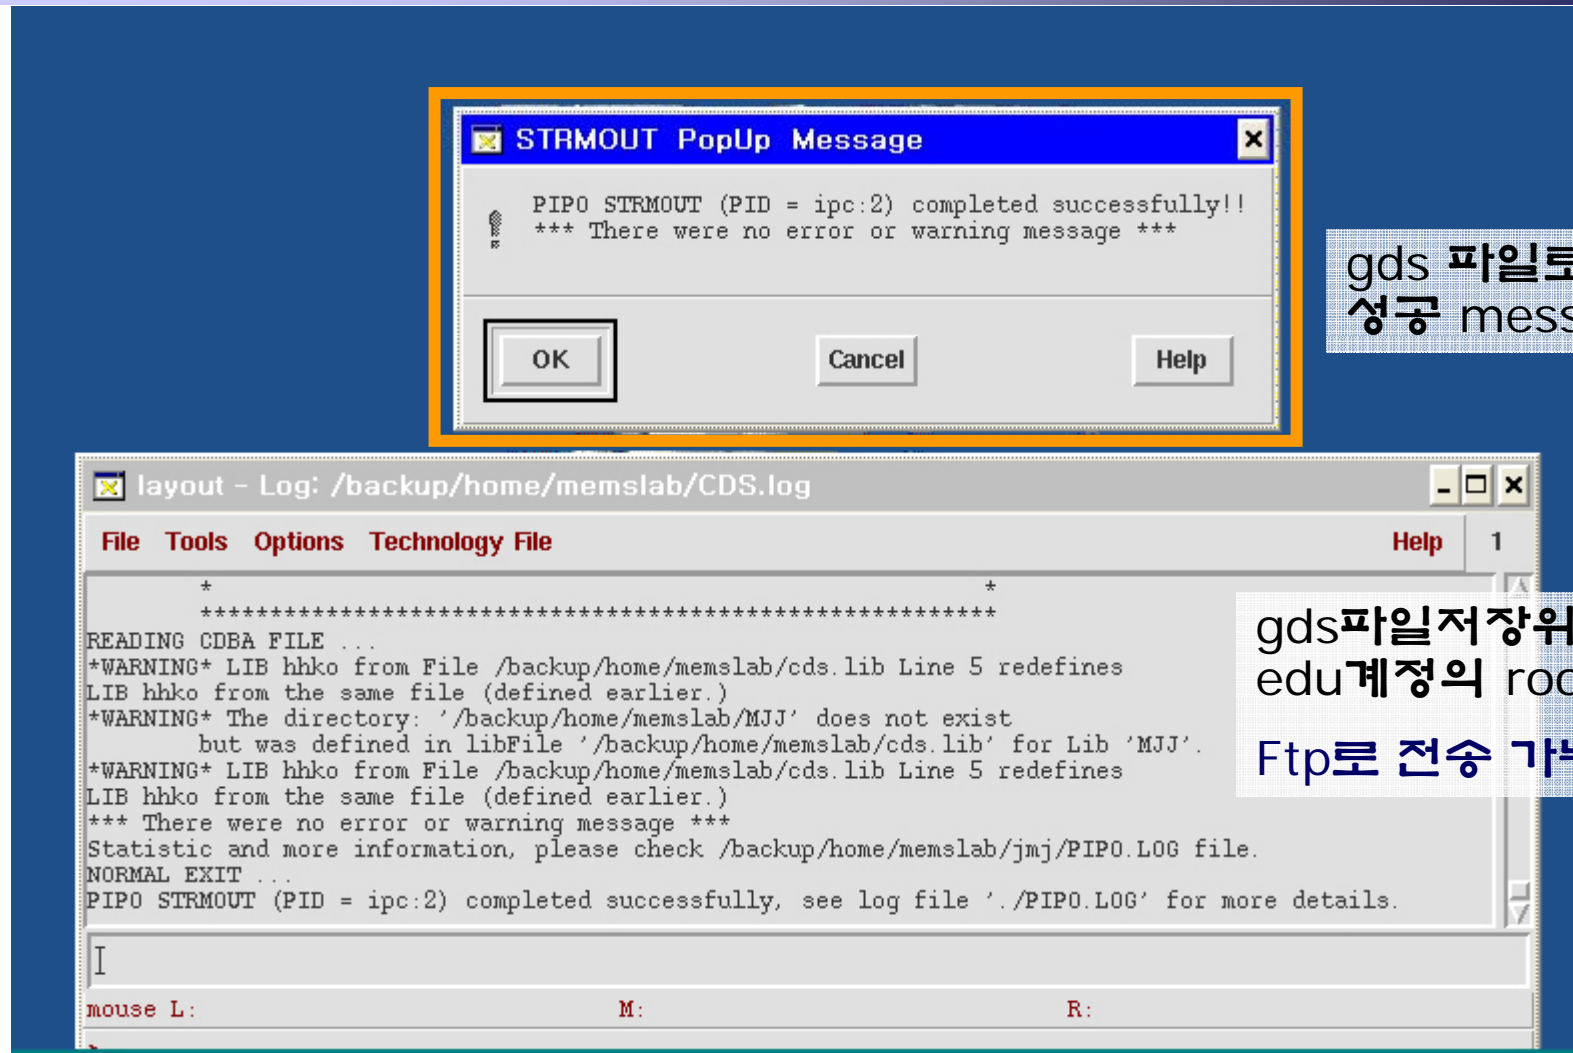 STRMOUT PopUp Message
PIPO STRMOUT (PID = ipc:2) completed successfully!!
*** There were no error or warning message ***
OK Cancel Help
gds 파일로
성공
layout - Log: /backup/home/memslab/CDS.log
File Tools Options Technology File Help 1
* *
*********************************************************
READING CDBA FILE ...
*WARNING* LIB hhko from File /backup/home/memslab/cds.lib Line 5 redefines
LIB hhko from the same file (defined earlier.)
*WARNING* The directory: '/backup/home/memslab/MJJ' does not exist
but was defined in libFile '/backup/home/memslab/cds.lib' for Lib 'MJJ'.
*WARNING* LIB hhko from File /backup/home/memslab/cds.lib Line 5 redefines
LIB hhko from the same file (defined earlier.)
*** There were no error or warning message ***
Statistic and more information, please check /backup/home/memslab/jmj/PIPO.LOG file.
NORMAL EXIT ...
PIPO STRMOUT (PID = ipc:2) completed successfully, see log file './PIPO.LOG' for more details.
gds파일저장위
edu계정의
Ftp로 전송
mouse L: M: R: